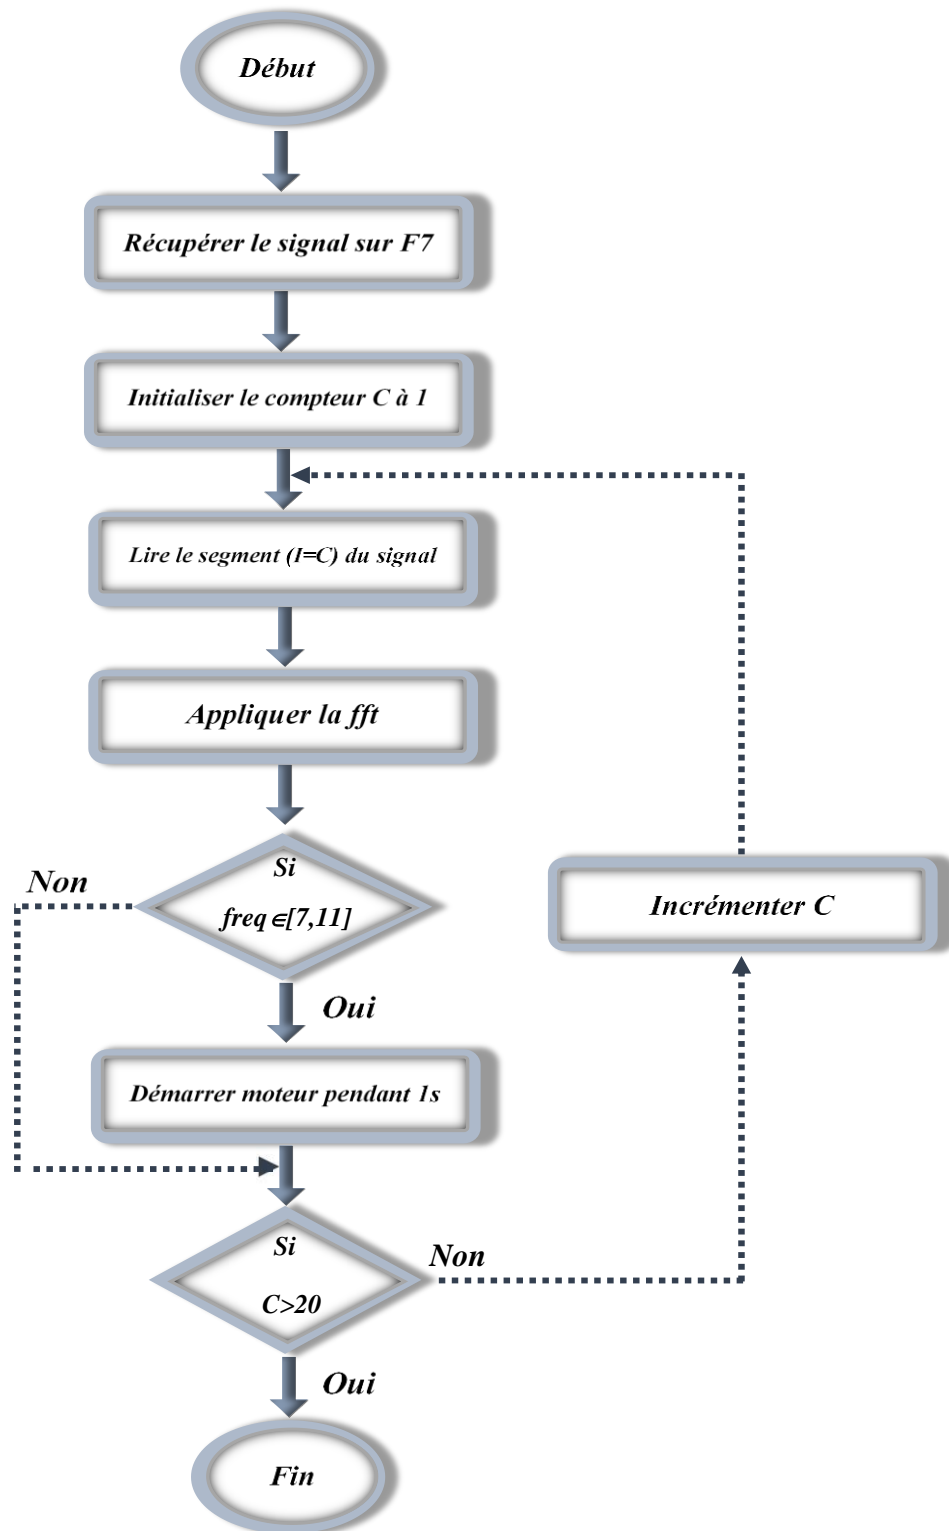 Début
Récupérer le signal sur F7
Initialiser le compteur C à 1
Lire le segment (I=C) du signal
Appliquer la fft
Si
freq ∈[7,11]
Non
Oui
Incrémenter C
Démarrer moteur pendant 1s
Si
C>20
Non
Oui
Fin